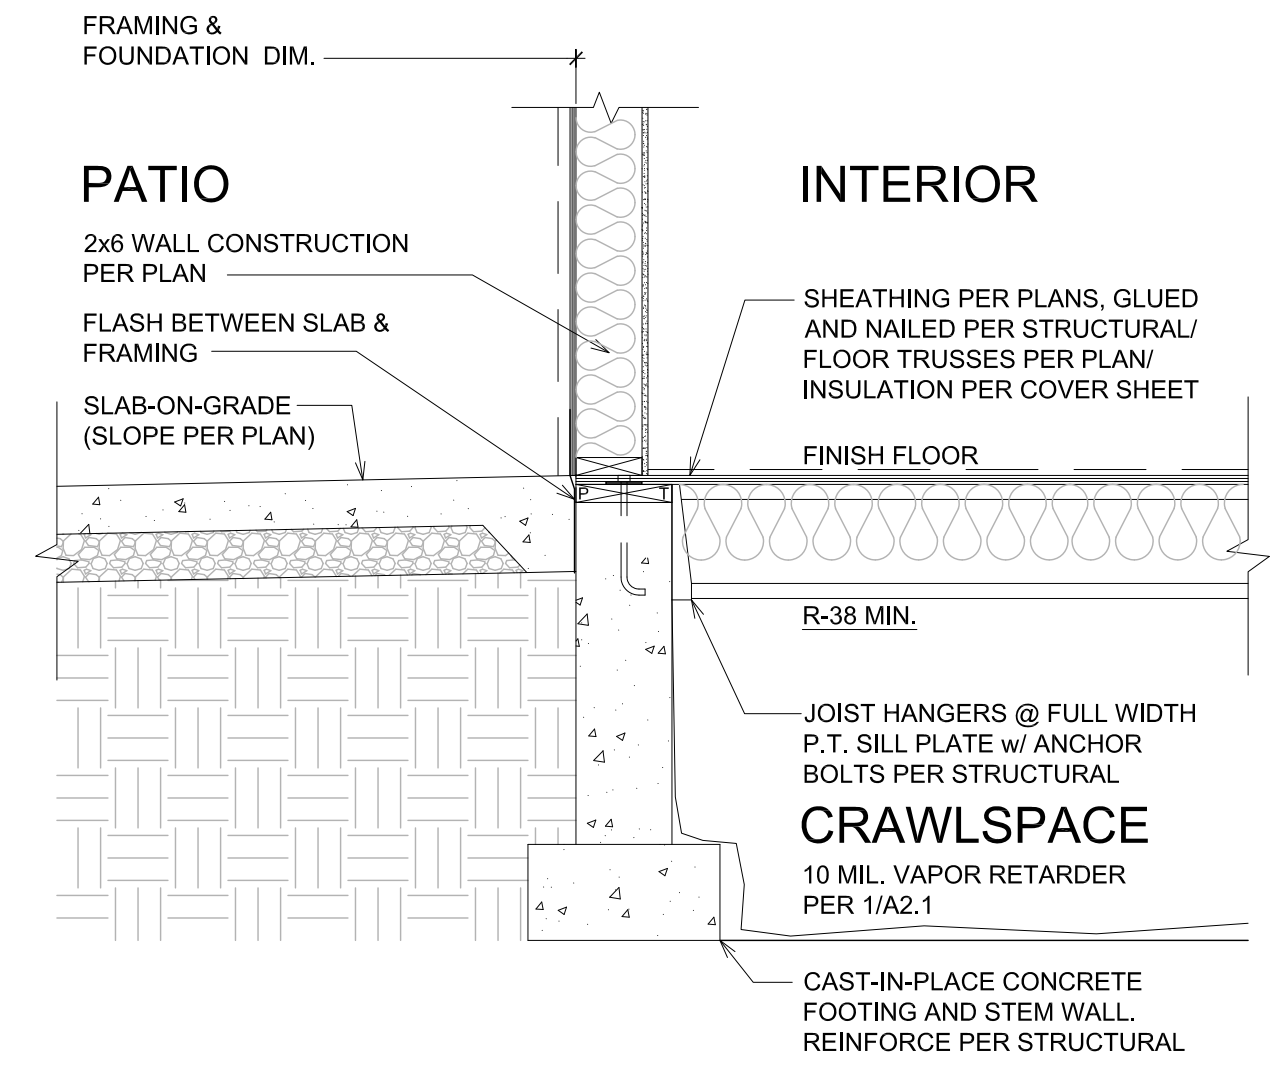 FRAMING &
FOUNDATION DIM.
PATIO
INTERIOR
2x6 WALL CONSTRUCTION
PER PLAN
FLASH BETWEEN SLAB &
FRAMING
SLAB-ON-GRADE
(SLOPE PER PLAN)
SHEATHING PER PLANS, GLUED
AND NAILED PER STRUCTURAL/
FLOOR TRUSSES PER PLAN/
INSULATION PER COVER SHEET
FINISH FLOOR
P T
R-38 MIN.
JOIST HANGERS @ FULL WIDTH
P.T. SILL PLATE w/ ANCHOR
BOLTS PER STRUCTURAL
CRAWLSPACE
10 MIL. VAPOR RETARDER
PER 1/A2.1
CAST-IN-PLACE CONCRETE
FOOTING AND STEM WALL.
REINFORCE PER STRUCTURAL